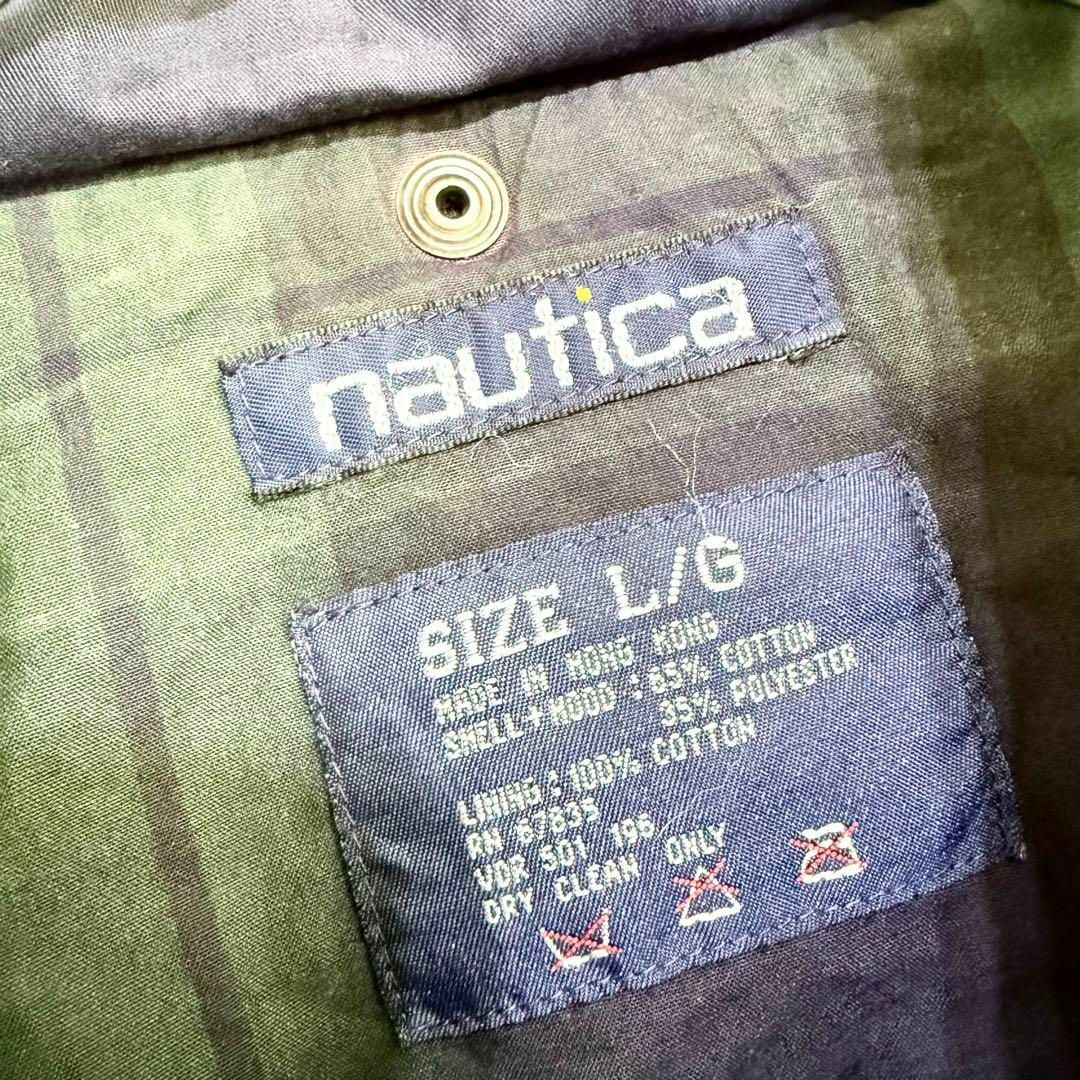 nautica
SIZE L/G
MADE IN HONG KONG
SHELL+HOOD : 65% COTTON
35% POLYESTER
LINING : 100% COTTON
RN 67835
VDR 501 196
DRY CLEAN ONLY